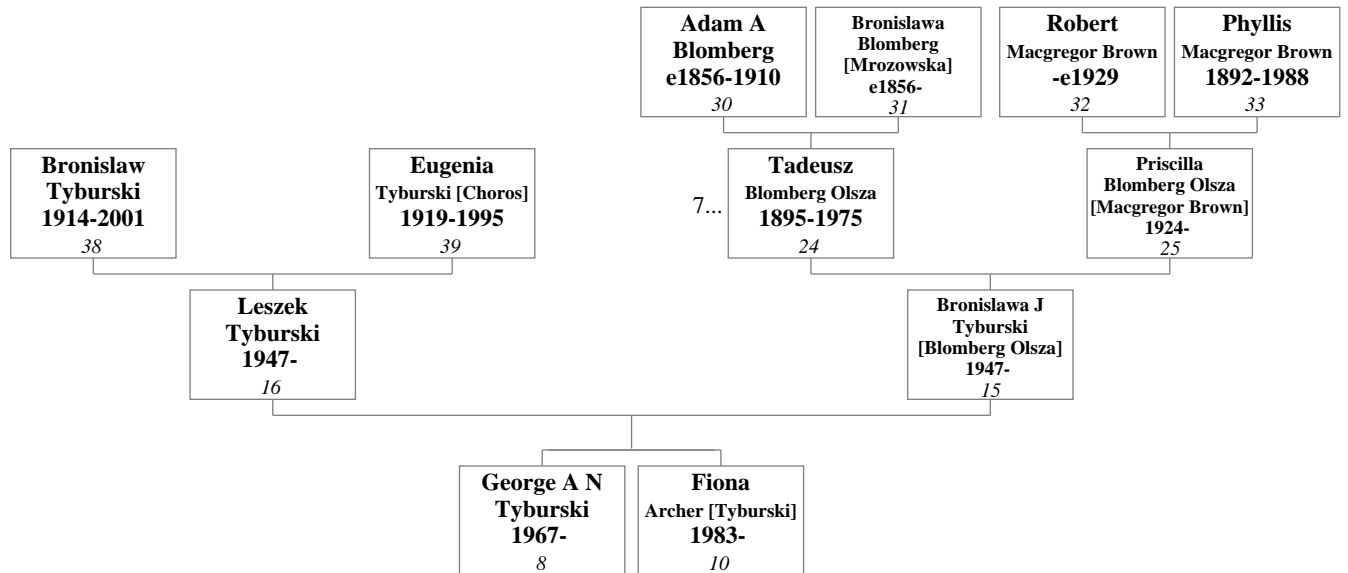 Adam A
Blomberg
e1856-1910
30
Bronislawa
Blomberg
[Mrozowska]
e1856-
31
Robert
Macgregor Brown
-e1929
32
Phyllis
Macgregor Brown
1892-1988
33
Bronislaw
Tyburski
1914-2001
38
Eugenia
Tyburski [Choros]
1919-1995
39
7...
Tadeusz
Blomberg Olsza
1895-1975
24
Priscilla
Blomberg Olsza
[Macgregor Brown]
1924-
25
Leszek
Tyburski
1947-
16
Bronislawa J
Tyburski
[Blomberg Olsza]
1947-
15
George A N
Tyburski
1967-
8
Fiona
Archer [Tyburski]
1983-
10